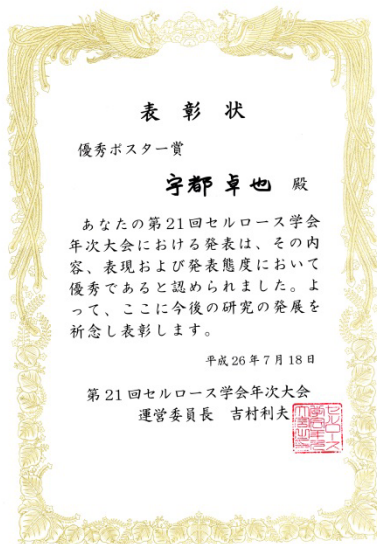 表彰状
優秀ポスター賞
宇都 卓也 殿
あなたの第21回セルロース学会
年次大会における発表は、その内
容、表現および発表態度において
優秀であると認められました。よ
って、ここに今後の研究の発展を
祈念し表彰します。
平成26年7月18日
第21回セルロース学会年次大会
運営委員長 吉村利夫